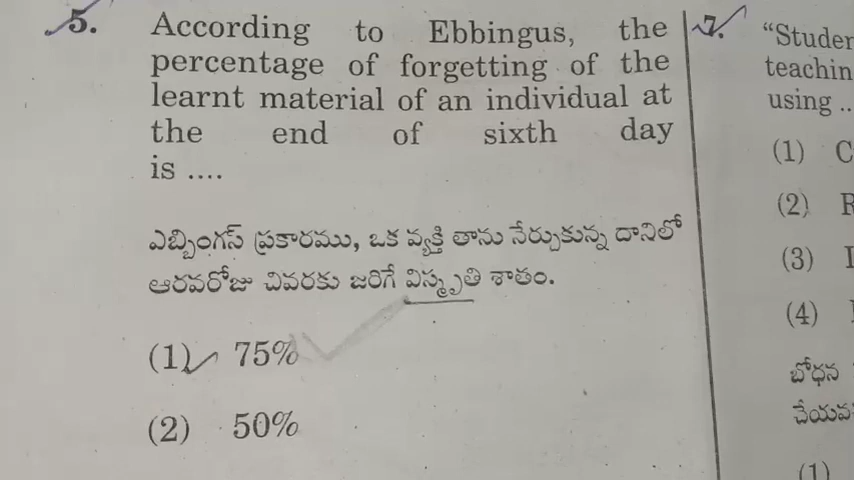 5. According to Ebbingus, the
percentage of forgetting of the
learnt material of an individual at
the end of sixth day
is ....
ఎబ్బింగస్ ప్రకారము, ఒక వ్యక్తి తాను నేర్చుకున్న దానిలో
ఆరవరోజు చివరకు జరిగే విస్మృతి శాతం.
(1) 75%
(2) 50%
7. “Studen
teachin
using ..
(1) C
(2) R
(3) I
(4)
బోధన
చేయవ
(1)